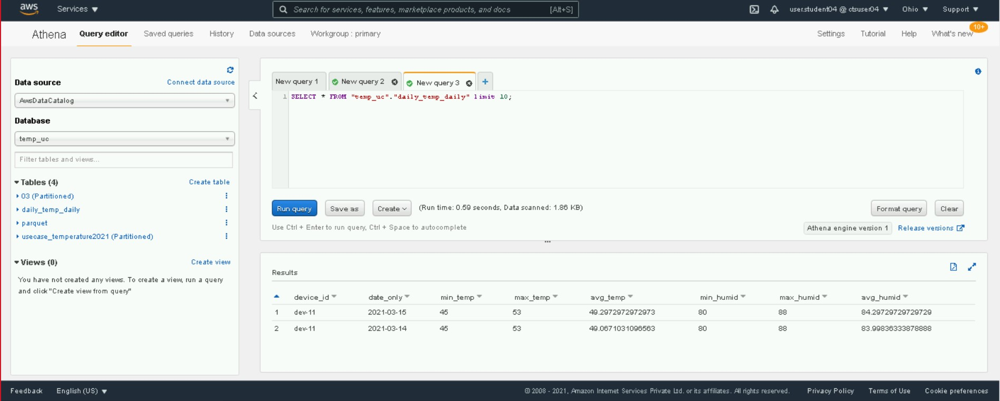 aws Services Search for services, features, marketplace products, and docs [Alt+S] user.student04 @ ctsuser04 Ohio Support
Athena Query editor Saved queries History Data sources Workgroup : primary Settings Tutorial Help What's new 10+
Data source Connect data source
AwsDataCatalog
Database
temp_uc
Filter tables and views...
Tables (4) Create table
03 (Partitioned)
daily_temp_daily
parquet
usecase_temperature2021 (Partitioned)
Views (0) Create view
You have not created any views. To create a view, run a query
and click "Create view from query"
New query 1 New query 2 New query 3 +
1 SELECT * FROM "temp_uc"."daily_temp_daily" limit 10;
Run query Save as Create (Run time: 0.59 seconds, Data scanned: 1.86 KB) Format query Clear
Use Ctrl + Enter to run query, Ctrl + Space to autocomplete Athena engine version 1 Release versions
Results
device_id date_only min_temp max_temp avg_temp min_humid max_humid avg_humid
1 dev-11 2021-03-15 45 53 49.2972972972973 80 88 84.29729729729729
2 dev-11 2021-03-14 45 53 49.0671031096563 80 88 83.99836333878888
Feedback English (US) © 2008 - 2021, Amazon Internet Services Private Ltd. or its affiliates. All rights reserved. Privacy Policy Terms of Use Cookie preferences